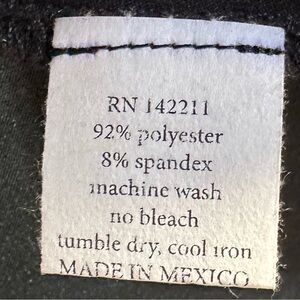 RN 142211
92% polyester
8% spandex
machine wash
no bleach
tumble dry, cool iron
MADE IN MEXICO